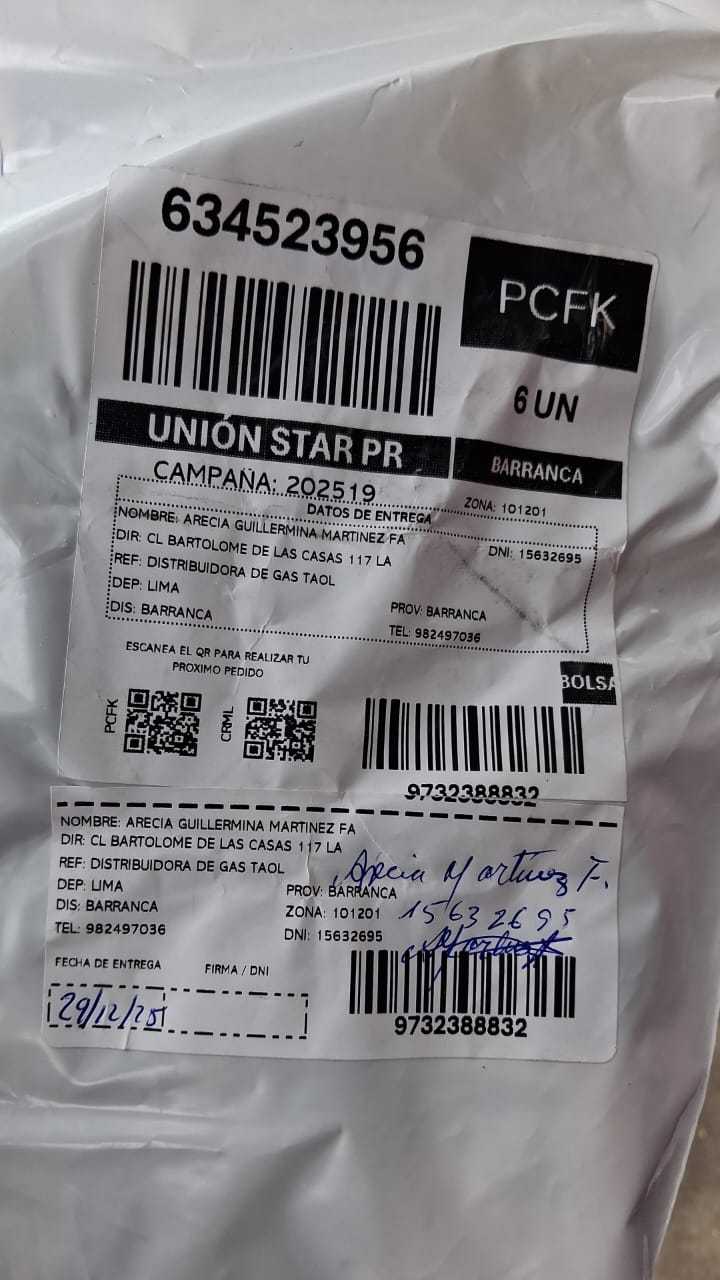 634523956
PCFK
6 UN
UNIÓN STAR PR
BARRANCA
CAMPAÑA: 202519
ZONA: 101201
DATOS DE ENTREGA
NOMBRE: ARECIA GUILLERMINA MARTINEZ FA
DNI: 15632695
DIR: CL BARTOLOME DE LAS CASAS 117 LA
REF: DISTRIBUIDORA DE GAS TAOL
DEP: LIMA
PROV: BARRANCA
DIS: BARRANCA
TEL: 982497036
ESCANEA EL QR PARA REALIZAR TU
PROXIMO PEDIDO
BOLSA
PCFK
CRML
9732388832
NOMBRE: ARECIA GUILLERMINA MARTINEZ FA
DIR: CL BARTOLOME DE LAS CASAS 117 LA
REF: DISTRIBUIDORA DE GAS TAOL
Arecia Martinez F.
DEP: LIMA
PROV: BARRANCA
DIS: BARRANCA
ZONA: 101201
15632695
TEL: 982497036
DNI: 15632695
FECHA DE ENTREGA
FIRMA / DNI
29/12/25
9732388832